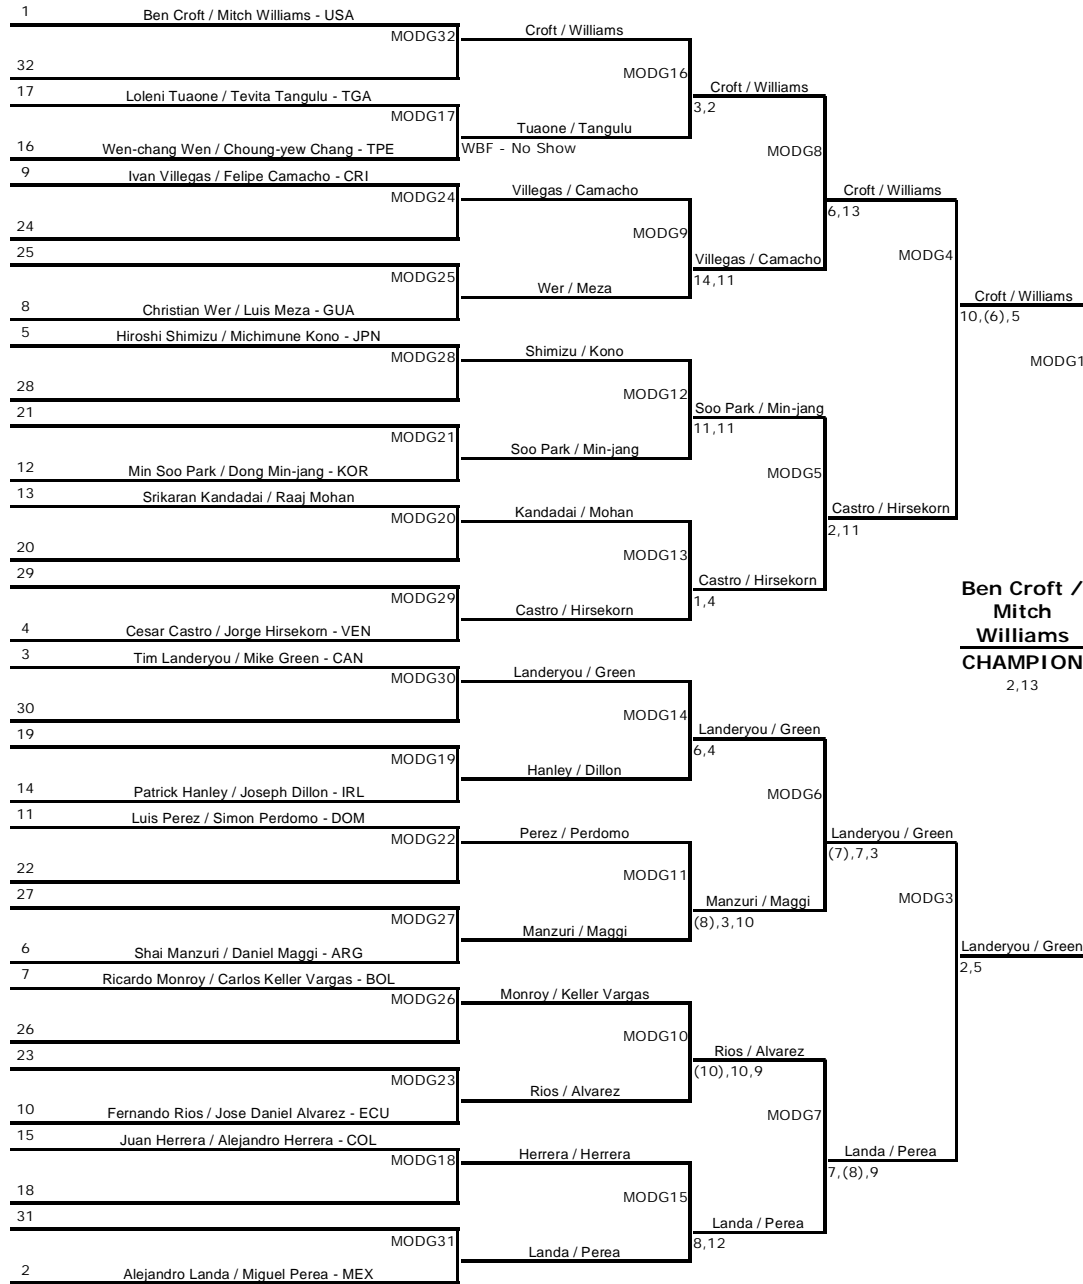 1 Ben Croft / Mitch Williams - USA
MODG32
32
17 Loleni Tuaone / Tevita Tangulu - TGA
MODG17
16 Wen-chang Wen / Choung-yew Chang - TPE
9 Ivan Villegas / Felipe Camacho - CRI
MODG24
24
25
MODG25
8 Christian Wer / Luis Meza - GUA
5 Hiroshi Shimizu / Michimune Kono - JPN
MODG28
28
21
MODG21
12 Min Soo Park / Dong Min-jang - KOR
13 Srikaran Kandadai / Raaj Mohan
MODG20
20
29
MODG29
4 Cesar Castro / Jorge Hirsekorn - VEN
3 Tim Landeryou / Mike Green - CAN
MODG30
30
19
MODG19
14 Patrick Hanley / Joseph Dillon - IRL
11 Luis Perez / Simon Perdomo - DOM
MODG22
22
27
MODG27
6 Shai Manzuri / Daniel Maggi - ARG
7 Ricardo Monroy / Carlos Keller Vargas - BOL
MODG26
26
23
MODG23
10 Fernando Rios / Jose Daniel Alvarez - ECU
15 Juan Herrera / Alejandro Herrera - COL
MODG18
18
31
MODG31
2 Alejandro Landa / Miguel Perea - MEX
Croft / Williams
MODG16
Tuaone / Tangulu
WBF - No Show
Villegas / Camacho
MODG9
Wer / Meza
Shimizu / Kono
MODG12
Soo Park / Min-jang
Kandadai / Mohan
MODG13
Castro / Hirsekorn
Landeryou / Green
MODG14
Hanley / Dillon
Perez / Perdomo
MODG11
Manzuri / Maggi
Monroy / Keller Vargas
MODG10
Rios / Alvarez
Herrera / Herrera
MODG15
Landa / Perea
Croft / Williams
3,2
MODG8
Villegas / Camacho
14,11
Soo Park / Min-jang
11,11
MODG5
Castro / Hirsekorn
1,4
Landeryou / Green
6,4
MODG6
Manzuri / Maggi
(8),3,10
Rios / Alvarez
(10),10,9
MODG7
Landa / Perea
8,12
Croft / Williams
6,13
MODG4
Castro / Hirsekorn
2,11
Landeryou / Green
(7),7,3
MODG3
Landa / Perea
7,(8),9
Croft / Williams
10,(6),5
MODG1
Ben Croft /
Mitch
Williams
CHAMPION
2,13
Landeryou / Green
2,5